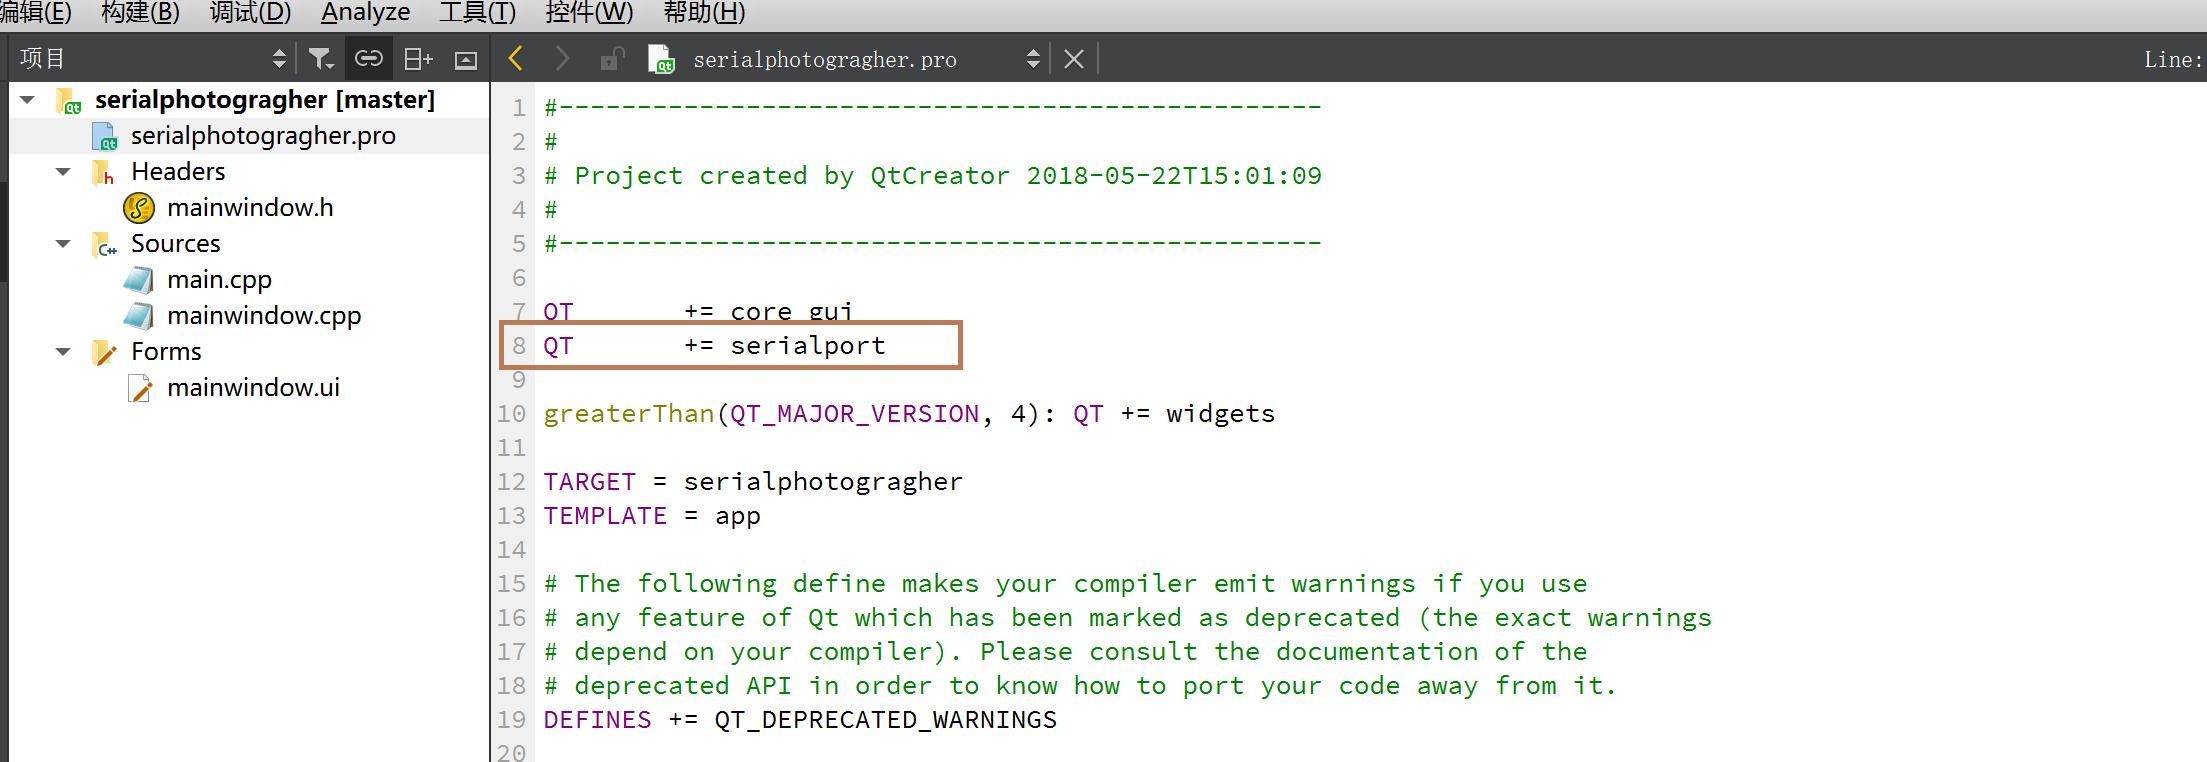 编辑(E) 构建(B) 调试(D) Analyze 工具(T) 控件(W) 帮助(H)
项目
serialphotogragher.pro
Line:
serialphotogragher [master]
serialphotogragher.pro
Headers
mainwindow.h
Sources
main.cpp
mainwindow.cpp
Forms
mainwindow.ui
1 #-------------------------------------------------
2 #
3 # Project created by QtCreator 2018-05-22T15:01:09
4 #
5 #-------------------------------------------------
6
7 QT       += core gui
8 QT       += serialport
9
10 greaterThan(QT_MAJOR_VERSION, 4): QT += widgets
11
12 TARGET = serialphotogragher
13 TEMPLATE = app
14
15 # The following define makes your compiler emit warnings if you use
16 # any feature of Qt which has been marked as deprecated (the exact warnings
17 # depend on your compiler). Please consult the documentation of the
18 # deprecated API in order to know how to port your code away from it.
19 DEFINES += QT_DEPRECATED_WARNINGS
20